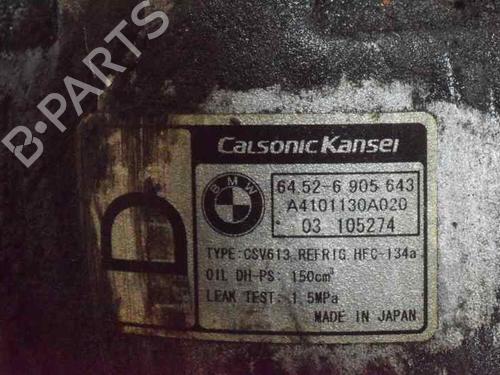 B-PARTS
CalsonicKansei
BMW
64.52-6 905 643
A4101130A020
03 105274
D
TYPE:CSV613 REFRIG.HFC-134a
OIL DH-PS: 150cm³
LEAK TEST: 1.5MPa
MADE IN JAPAN